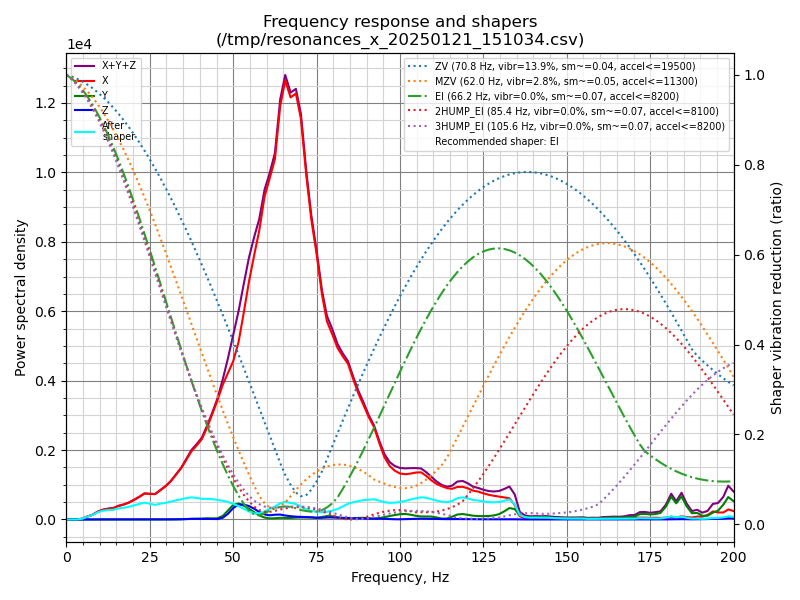 Frequency response and shapers
(/tmp/resonances_x_20250121_151034.csv)
1e4
X+Y+Z
X
Y
Z
After
shaper
ZV (70.8 Hz, vibr=13.9%, sm~=0.04, accel<=19500)
MZV (62.0 Hz, vibr=2.8%, sm~=0.05, accel<=11300)
EI (66.2 Hz, vibr=0.0%, sm~=0.07, accel<=8200)
2HUMP_EI (85.4 Hz, vibr=0.0%, sm~=0.07, accel<=8100)
3HUMP_EI (105.6 Hz, vibr=0.0%, sm~=0.07, accel<=8200)
Recommended shaper: EI
Power spectral density
1.2
1.0
0.8
0.6
0.4
0.2
0.0
1.0
0.8
0.6
0.4
0.2
0.0
Shaper vibration reduction (ratio)
0 25 50 75 100 125 150 175 200
Frequency, Hz